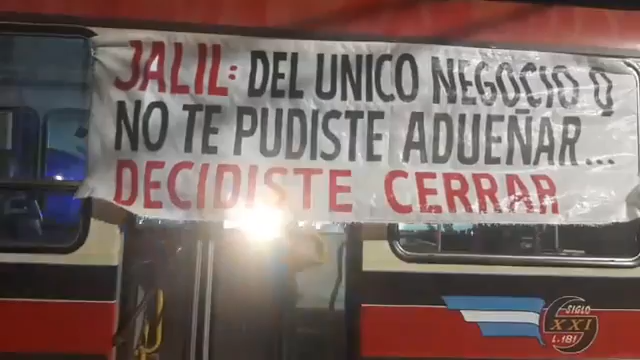 JALIL: DEL UNICO NEGOCIO Q
NO TE PUDISTE ADUEÑAR...
DECIDISTE CERRAR
SIGLO
XXI
L.181